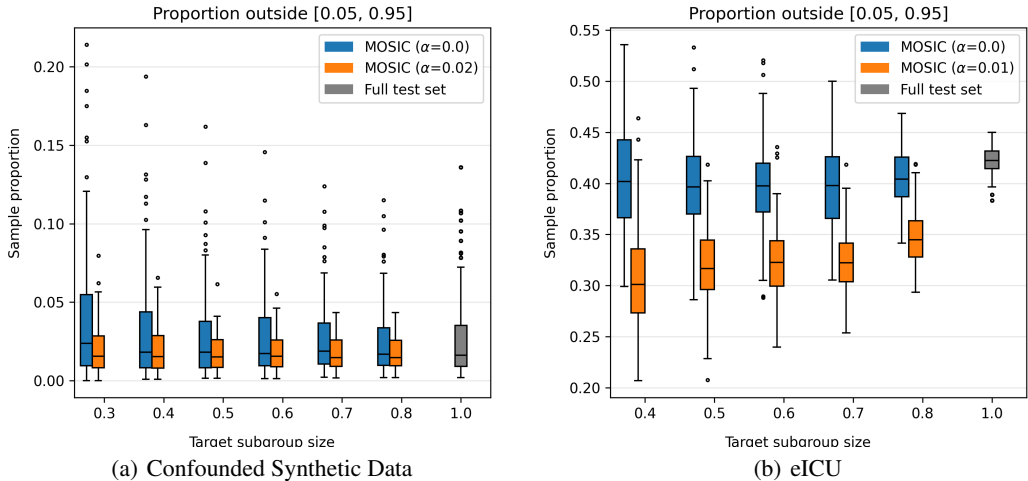 Proportion outside [0.05, 0.95]
Sample proportion
0.20
0.15
0.10
0.05
0.00
MOSIC (α=0.0)
MOSIC (α=0.02)
Full test set
0.3 0.4 0.5 0.6 0.7 0.8 1.0
Target subgroup size
(a) Confounded Synthetic Data
Proportion outside [0.05, 0.95]
Sample proportion
0.55
0.50
0.45
0.40
0.35
0.30
0.25
0.20
MOSIC (α=0.0)
MOSIC (α=0.01)
Full test set
0.4 0.5 0.6 0.7 0.8 1.0
Target subgroup size
(b) eICU